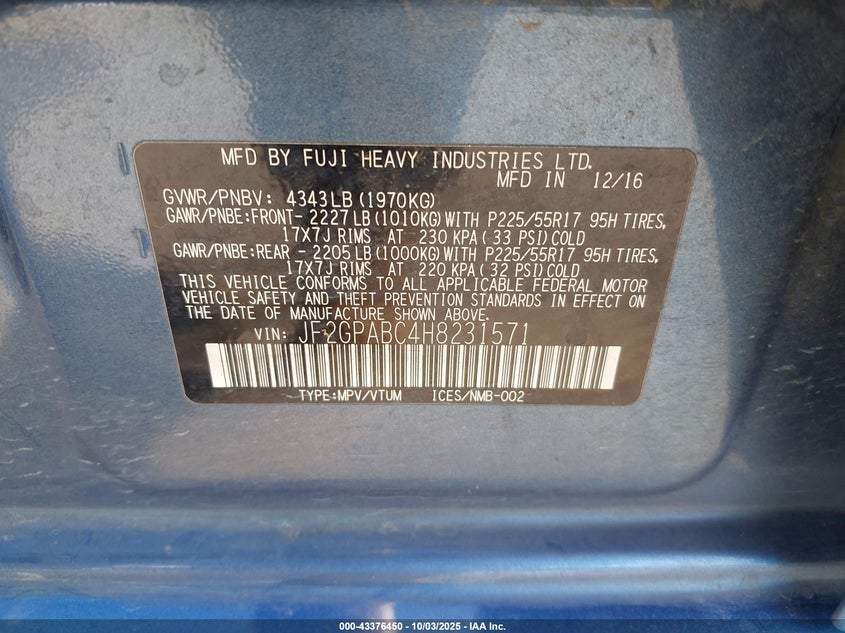 MFD BY FUJI HEAVY INDUSTRIES LTD.
MFD IN 12/16
GVWR/PNBV: 4343LB (1970KG)
GAWR/PNBE:FRONT- 2227LB (1010KG) WITH P225/55R17 95H TIRES,
17X7J RIMS AT 230 KPA ( 33 PSI) COLD
GAWR/PNBE:REAR - 2205LB (1000KG) WITH P225/55R17 95H TIRES,
17X7J RIMS AT 220 KPA ( 32 PSI) COLD
THIS VEHICLE CONFORMS TO ALL APPLICABLE FEDERAL MOTOR
VEHICLE SAFETY AND THEFT PREVENTION STANDARDS IN EFFECT ON
THE DATE OF MANUFACTURE SHOWN ABOVE.
VIN: JF2GPABC4H8231571
TYPE:MPV/VTUM ICES/NMB-002
000-43376450 - 10/03/2025 - IAA Inc.